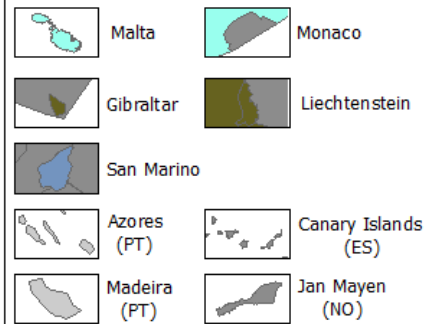 Malta
Monaco
Gibraltar
Liechtenstein
San Marino
Azores
(PT)
Canary Islands
(ES)
Madeira
(PT)
Jan Mayen
(NO)